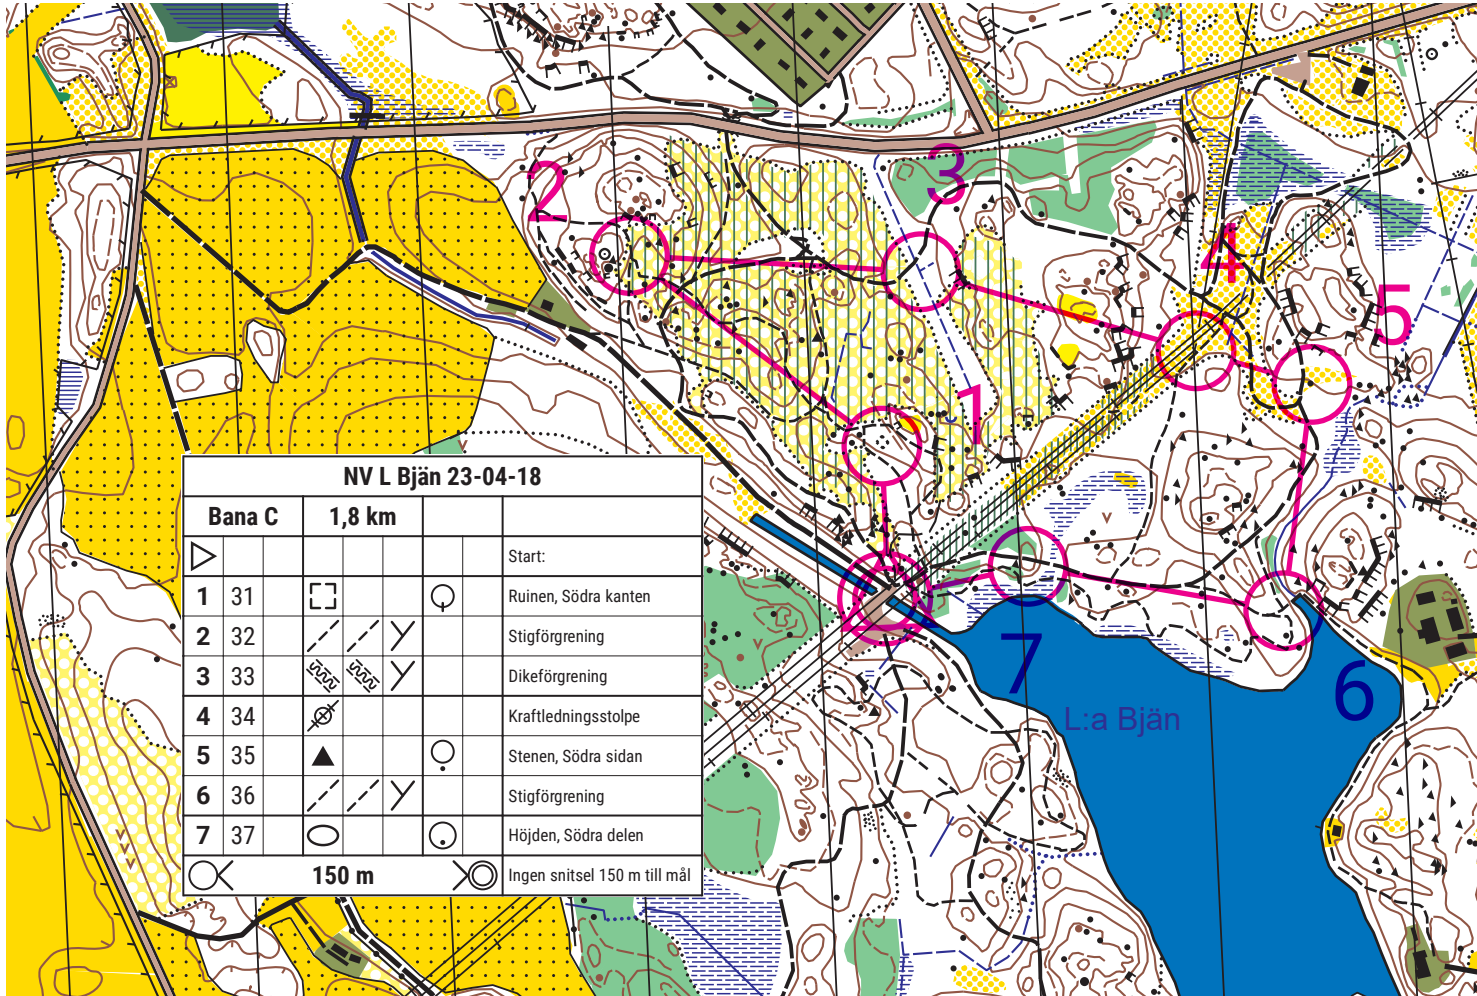 2
3
4
5
1
NV L Bjän 23-04-18
Bana C 1,8 km
Start:
1 31 Ruinen, Södra kanten
2 32 Stigförgrening
3 33 Dikeförgrening
4 34 Kraftledningsstolpe
5 35 Stenen, Södra sidan
6 36 Stigförgrening
7 37 Höjden, Södra delen
150 m Ingen snitsel 150 m till mål
7
6
L:a Bjän